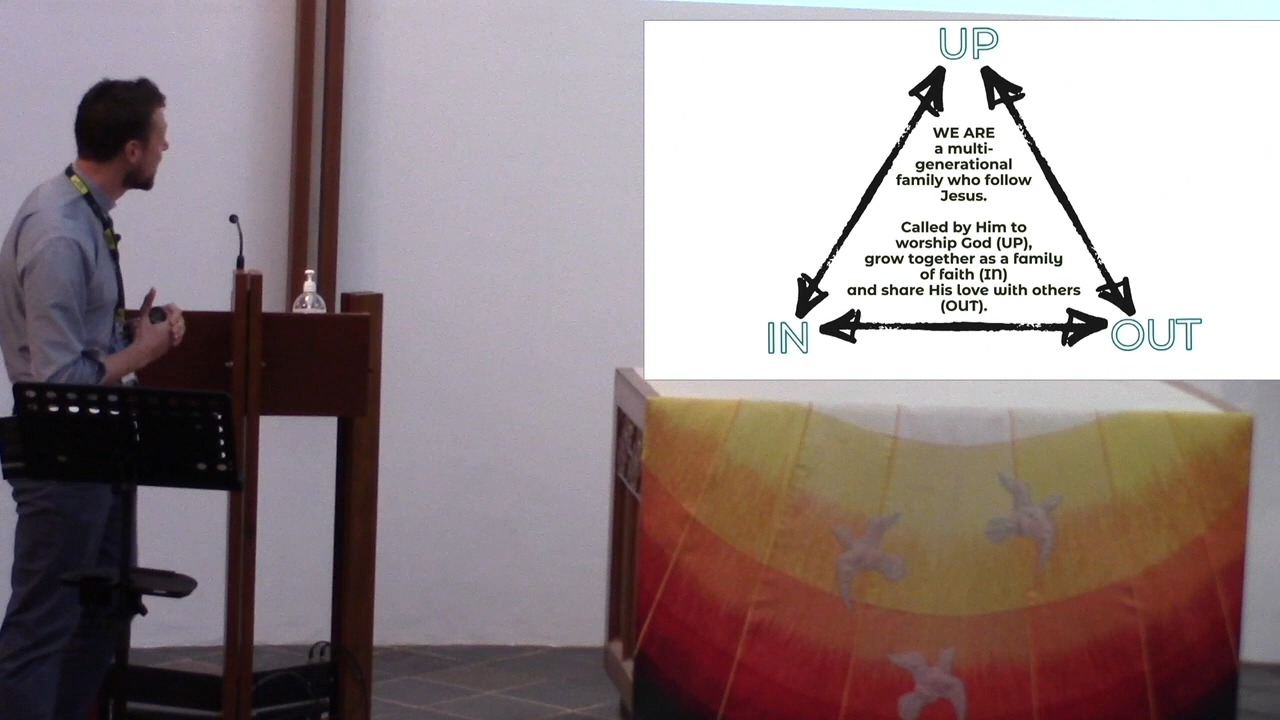 UP
WE ARE
a multi-
generational
family who follow
Jesus.
Called by Him to
worship God (UP),
grow together as a family
of faith (IN)
and share His love with others
(OUT).
IN
OUT